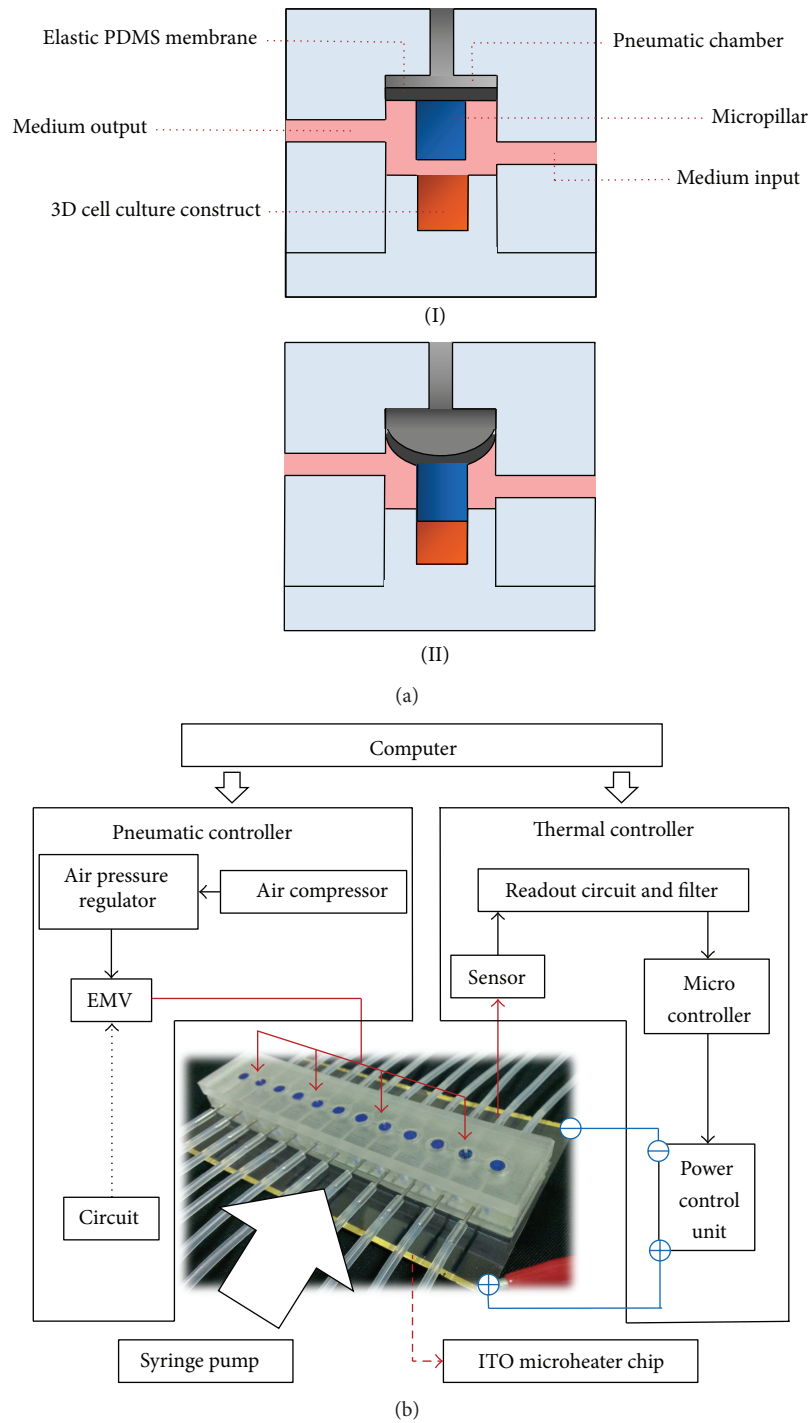 Elastic PDMS membrane
Pneumatic chamber
Medium output
Micropillar
Medium input
3D cell culture construct
(I)
(II)
(a)
Computer
Pneumatic controller
Air pressure
regulator
Air compressor
EMV
Circuit
Thermal controller
Readout circuit and filter
Sensor
Micro
controller
Power
control
unit
Syringe pump
ITO microheater chip
(b)